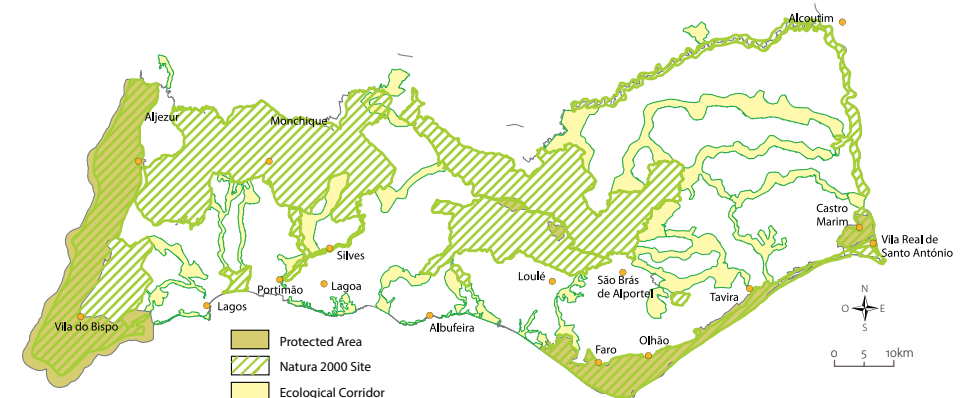 Alcoutim
Aljezur
Monchique
Castro
Marim
Vila Real de
Santo António
Silves
Loulé
São Brás
de Alportel
Portimão
Lagoa
Tavira
Lagos
Vila do Bispo
Albufeira
N
O
E
S
Olhão
Faro
Protected Area
Natura 2000 Site
Ecological Corridor
0 5 10km